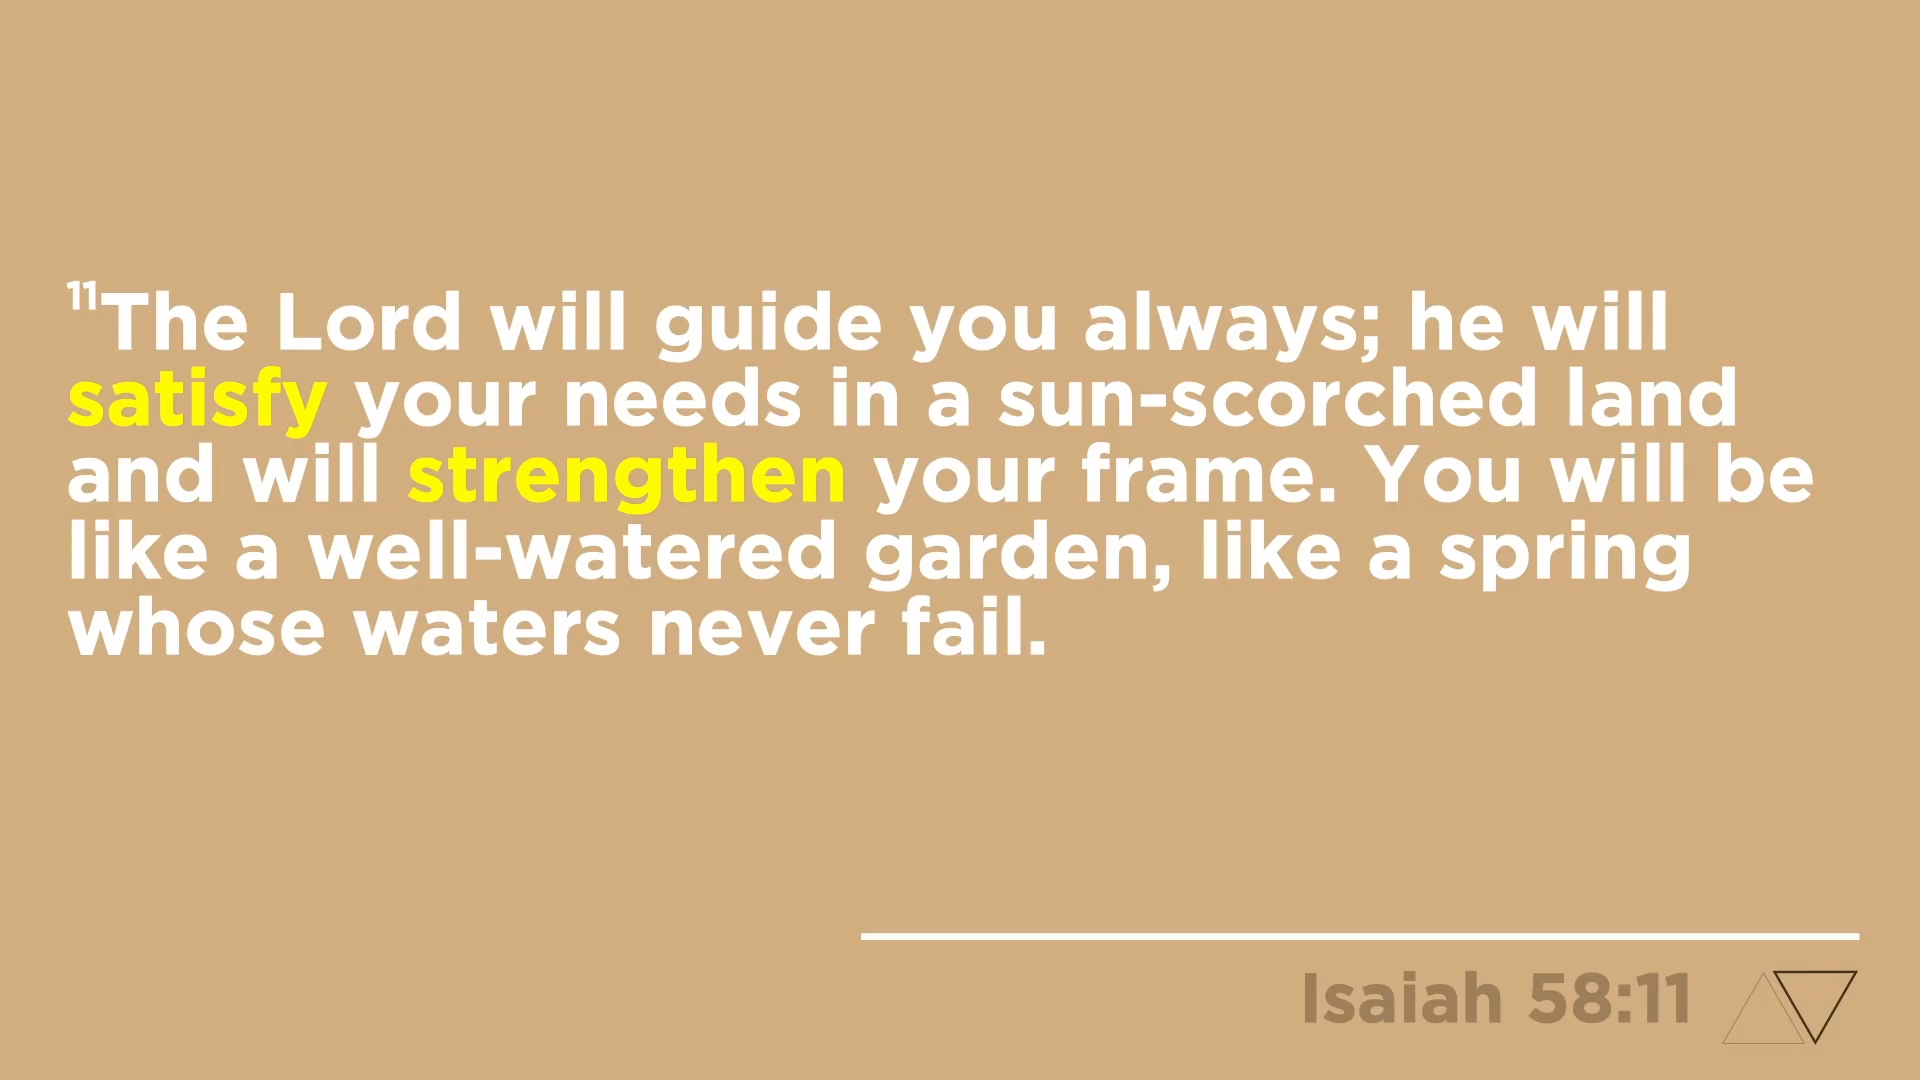 ¹¹The Lord will guide you always; he will
satisfy your needs in a sun-scorched land
and will strengthen your frame. You will be
like a well-watered garden, like a spring
whose waters never fail.
Isaiah 58:11